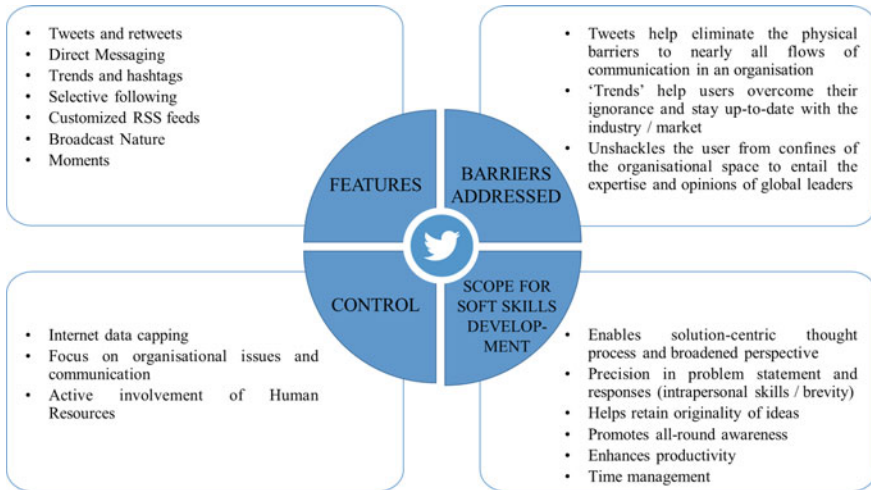 • Tweets and retweets
• Direct Messaging
• Trends and hashtags
• Selective following
• Customized RSS feeds
• Broadcast Nature
• Moments
• Tweets help eliminate the physical
barriers to nearly all flows of
communication in an organisation
• ‘Trends’ help users overcome their
ignorance and stay up-to-date with the
industry / market
• Unshackles the user from confines
of the organisational space to entail the
expertise and opinions of global leaders
FEATURES
BARRIERS
ADDRESSED
CONTROL
SCOPE FOR
SOFT SKILLS
DEVELOP-
MENT
• Internet data capping
• Focus on organisational issues and
communication
• Active involvement of Human
Resources
• Enables solution-centric thought
process and broadened perspective
• Precision in problem statement and
responses (intrapersonal skills / brevity)
• Helps retain originality of ideas
• Promotes all-round awareness
• Enhances productivity
• Time management